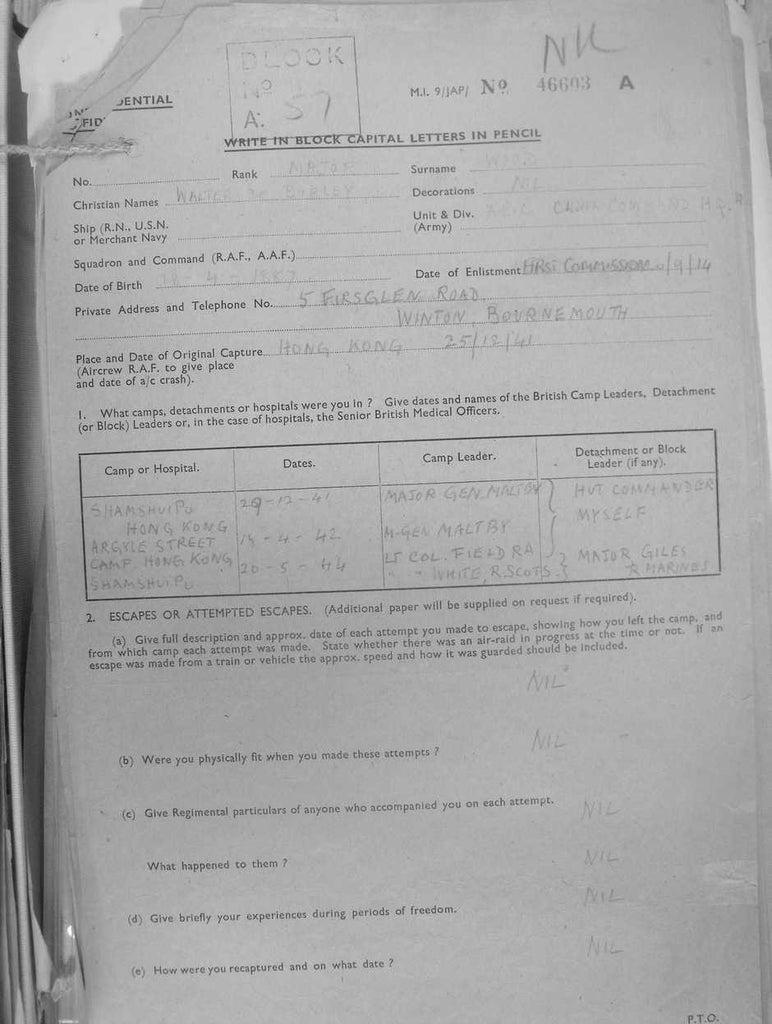 BLOCK
Nº
A: 57
NIL
M.I. 9/JAP/ Nº 46603 A
DENTIAL
FID
WRITE IN BLOCK CAPITAL LETTERS IN PENCIL
No. Rank MAJOR Surname WOOD
Christian Names WALTER DE BURLEY Decorations NIL
Ship (R.N., U.S.N. or Merchant Navy Unit & Div. (Army) CHINA COMMAND HQ
Squadron and Command (R.A.F., A.A.F.)
Date of Birth 18-4-1887 Date of Enlistment FIRST COMMISSION /9/14
Private Address and Telephone No. 5 FIRSGLEN ROAD
WINTON, BOURNEMOUTH
Place and Date of Original Capture HONG KONG 25/12/41
(Aircrew R.A.F. to give place
and date of a/c crash).
1. What camps, detachments or hospitals were you in ? Give dates and names of the British Camp Leaders, Detachment
(or Block) Leaders or, in the case of hospitals, the Senior British Medical Officers.
Camp or Hospital. Dates. Camp Leader. Detachment or Block Leader (if any).
SHAMSHUIPO 29-12-41 MAJOR GEN MALTBY HUT COMMANDER
HONG KONG MYSELF
ARGYLE STREET 18-4-42 M-GEN MALTBY
CAMP HONG KONG LT COL. FIELD RA MAJOR GILES
SHAMSHUIPO 20-5-44 " " WHITE, R. SCOTS. R MARINES
2. ESCAPES OR ATTEMPTED ESCAPES. (Additional paper will be supplied on request if required).
(a) Give full description and approx. date of each attempt you made to escape, showing how you left the camp, and
from which camp each attempt was made. State whether there was an air-raid in progress at the time or not. If an
escape was made from a train or vehicle the approx. speed and how it was guarded should be included.
NIL
(b) Were you physically fit when you made these attempts ? NIL
(c) Give Regimental particulars of anyone who accompanied you on each attempt. NIL
What happened to them ? NIL
NIL
(d) Give briefly your experiences during periods of freedom.
NIL
(e) How were you recaptured and on what date ?
P.T.O.